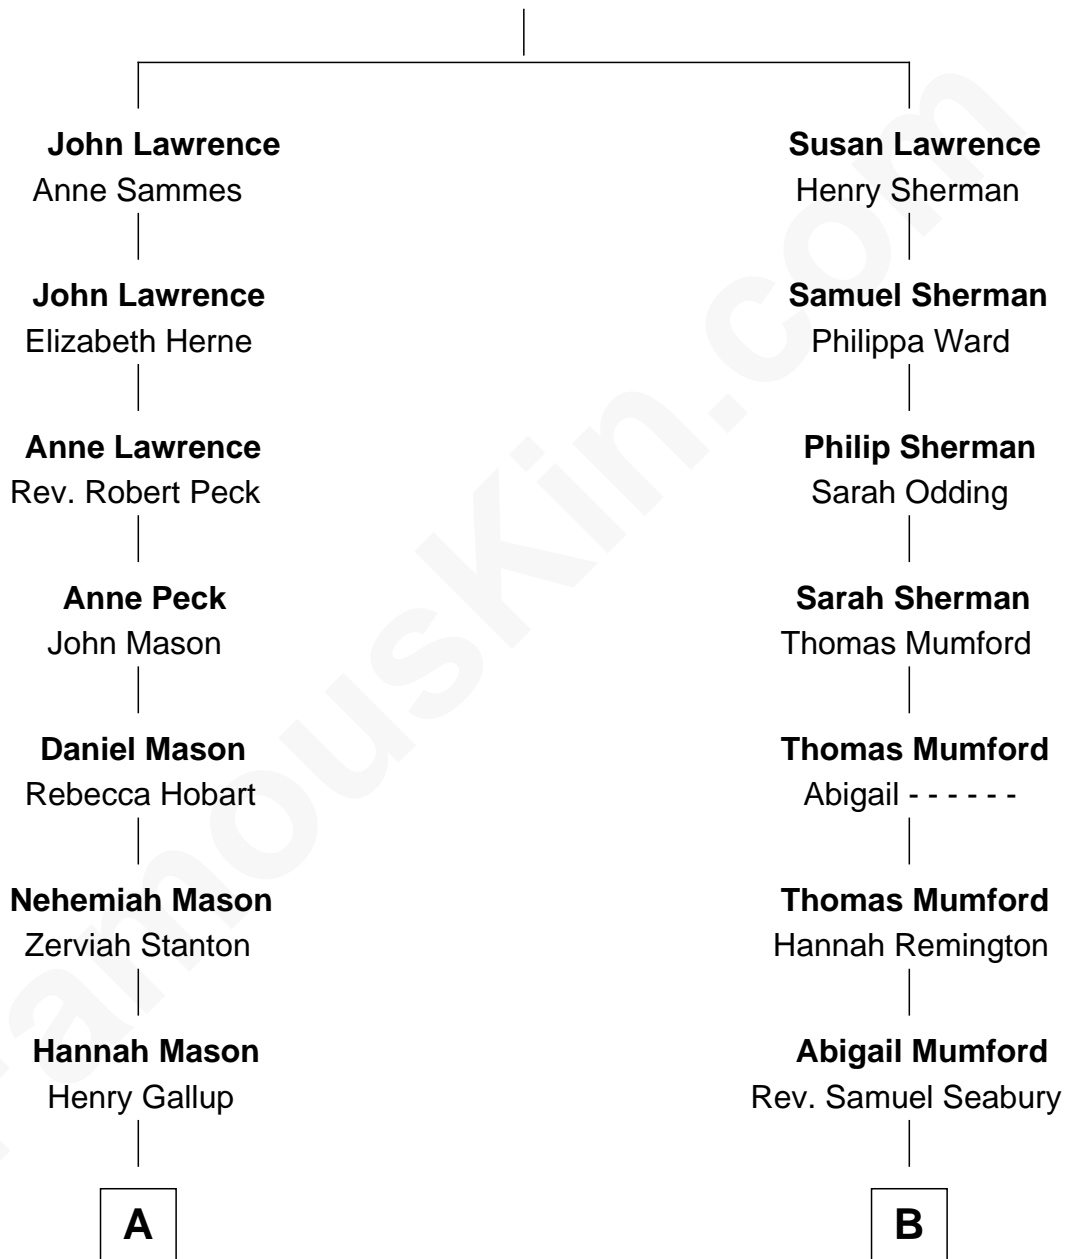 John Lawrence
Anne Sammes
John Lawrence
Elizabeth Herne
Anne Lawrence
Rev. Robert Peck
Anne Peck
John Mason
Daniel Mason
Rebecca Hobart
Nehemiah Mason
Zerviah Stanton
Hannah Mason
Henry Gallup
A
Susan Lawrence
Henry Sherman
Samuel Sherman
Philippa Ward
Philip Sherman
Sarah Odding
Sarah Sherman
Thomas Mumford
Thomas Mumford
Abigail - - - - - -
Thomas Mumford
Hannah Remington
Abigail Mumford
Rev. Samuel Seabury
B
FamousKin.com